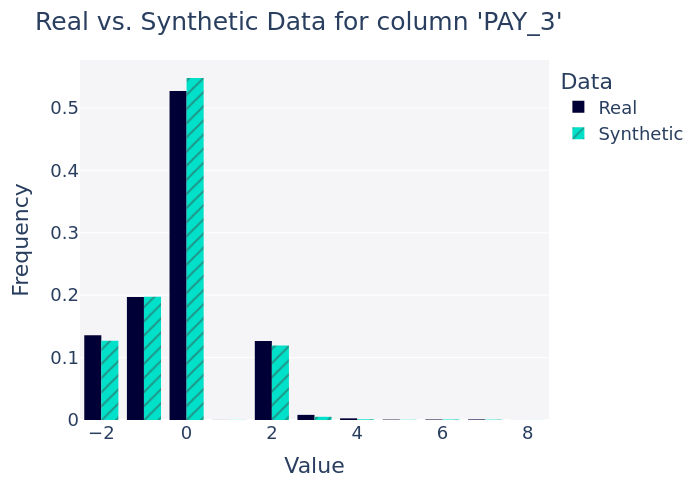 Real vs. Synthetic Data for column 'PAY_3'
Data
Real
Synthetic
Frequency
0.5
0.4
0.3
0.2
0.1
0
−2
0
2
4
6
8
Value